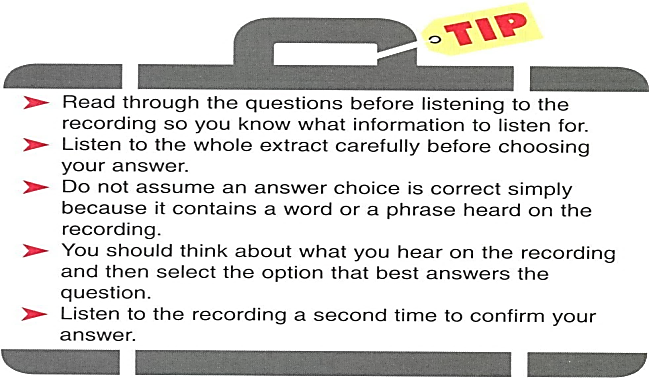 TIP
Read through the questions before listening to the
recording so you know what information to listen for.
Listen to the whole extract carefully before choosing
your answer.
Do not assume an answer choice is correct simply
because it contains a word or a phrase heard on the
recording.
You should think about what you hear on the recording
and then select the option that best answers the
question.
Listen to the recording a second time to confirm your
answer.